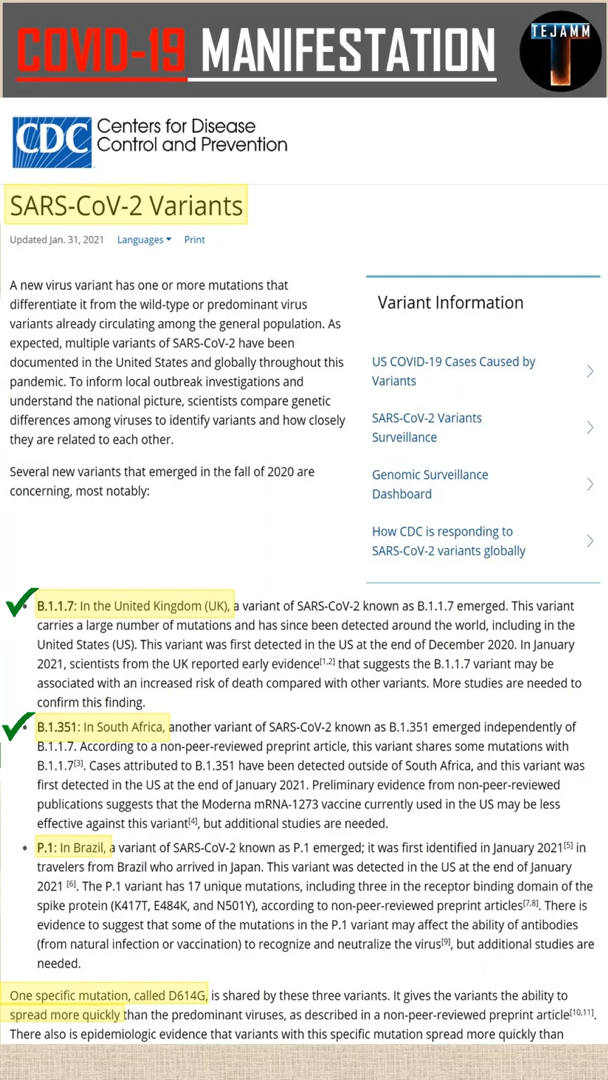 COVID-19 MANIFESTATION
TEJAMM
T
CDC
Centers for Disease
Control and Prevention
SARS-CoV-2 Variants
Updated Jan. 31, 2021 Languages Print
A new virus variant has one or more mutations that
differentiate it from the wild-type or predominant virus
variants already circulating among the general population. As
expected, multiple variants of SARS-CoV-2 have been
documented in the United States and globally throughout this
pandemic. To inform local outbreak investigations and
understand the national picture, scientists compare genetic
differences among viruses to identify variants and how closely
they are related to each other.
Several new variants that emerged in the fall of 2020 are
concerning, most notably:
Variant Information
US COVID-19 Cases Caused by
Variants
SARS-CoV-2 Variants
Surveillance
Genomic Surveillance
Dashboard
How CDC is responding to
SARS-CoV-2 variants globally
B.1.1.7: In the United Kingdom (UK), a variant of SARS-CoV-2 known as B.1.1.7 emerged. This variant
carries a large number of mutations and has since been detected around the world, including in the
United States (US). This variant was first detected in the US at the end of December 2020. In January
2021, scientists from the UK reported early evidence[1,2] that suggests the B.1.1.7 variant may be
associated with an increased risk of death compared with other variants. More studies are needed to
confirm this finding.
B.1.351: In South Africa, another variant of SARS-CoV-2 known as B.1.351 emerged independently of
B.1.1.7. According to a non-peer-reviewed preprint article, this variant shares some mutations with
B.1.1.7[3]. Cases attributed to B.1.351 have been detected outside of South Africa, and this variant was
first detected in the US at the end of January 2021. Preliminary evidence from non-peer-reviewed
publications suggests that the Moderna mRNA-1273 vaccine currently used in the US may be less
effective against this variant[4], but additional studies are needed.
• P.1: In Brazil, a variant of SARS-CoV-2 known as P.1 emerged; it was first identified in January 2021[5] in
travelers from Brazil who arrived in Japan. This variant was detected in the US at the end of January
2021 [6]. The P.1 variant has 17 unique mutations, including three in the receptor binding domain of the
spike protein (K417T, E484K, and N501Y), according to non-peer-reviewed preprint articles[7,8]. There is
evidence to suggest that some of the mutations in the P.1 variant may affect the ability of antibodies
(from natural infection or vaccination) to recognize and neutralize the virus[9], but additional studies are
needed.
One specific mutation, called D614G, is shared by these three variants. It gives the variants the ability to
spread more quickly than the predominant viruses, as described in a non-peer-reviewed preprint article[10,11].
There also is epidemiologic evidence that variants with this specific mutation spread more quickly than